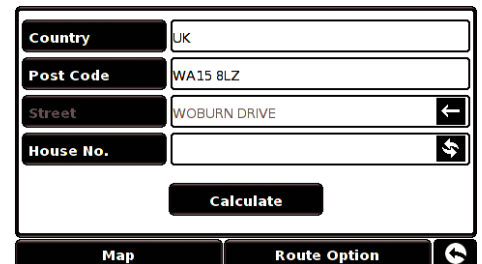 Country UK
Post Code WA15 8LZ
Street WOBURN DRIVE
House No.
Calculate
Map Route Option